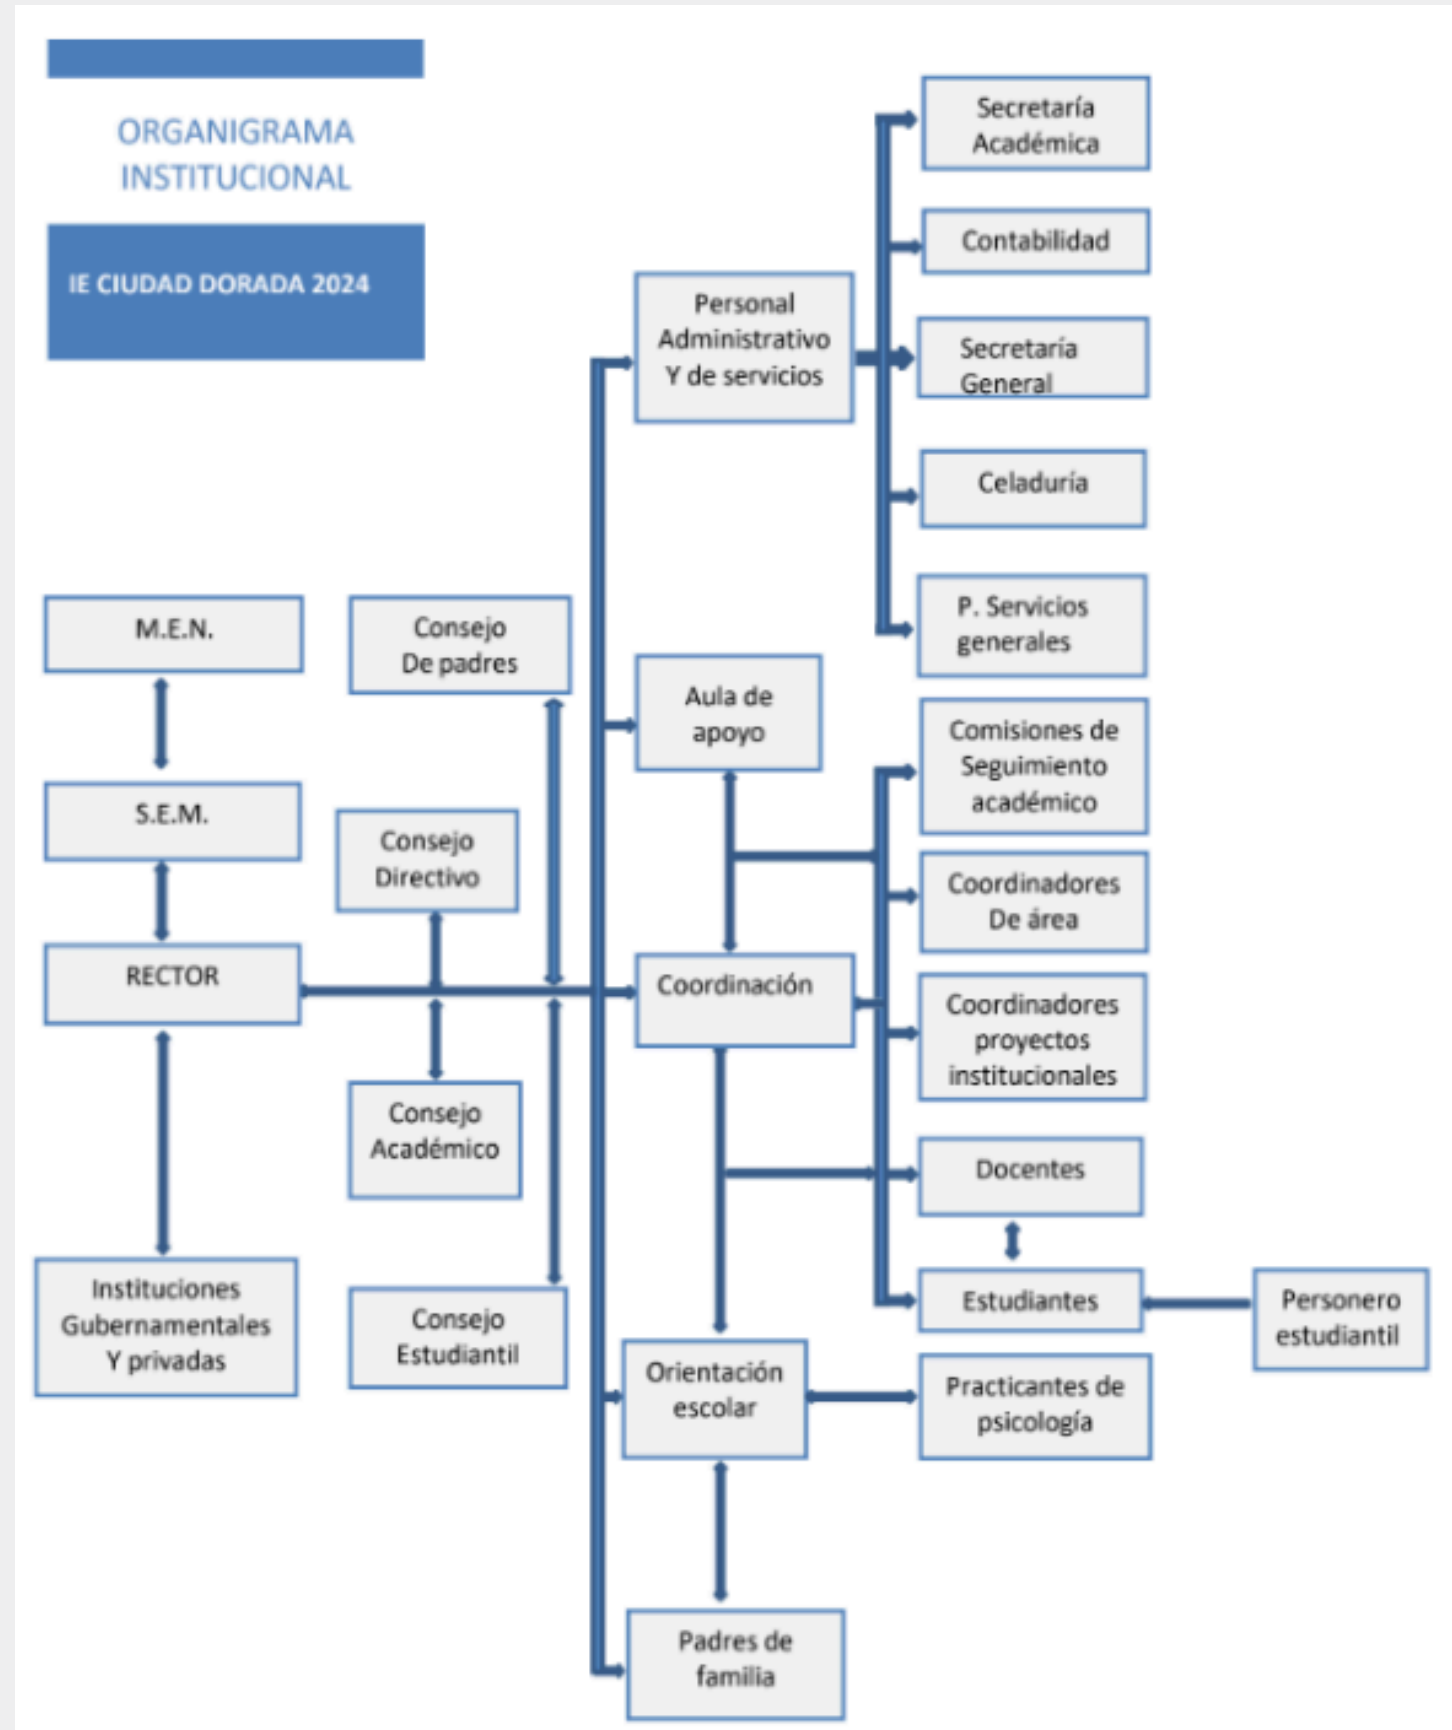 ORGANIGRAMA
INSTITUCIONAL
IE CIUDAD DORADA 2024
M.E.N.
S.E.M.
RECTOR
Instituciones
Gubernamentales
Y privadas
Consejo
De padres
Consejo
Directivo
Consejo
Académico
Consejo
Estudiantil
Personal
Administrativo
Y de servicios
Aula de
apoyo
Coordinación
Orientación
escolar
Padres de
familia
Secretaría
Académica
Contabilidad
Secretaría
General
Celaduría
P. Servicios
generales
Comisiones de
Seguimiento
académico
Coordinadores
De área
Coordinadores
proyectos
institucionales
Docentes
Estudiantes
Practicantes de
psicología
Personero
estudiantil